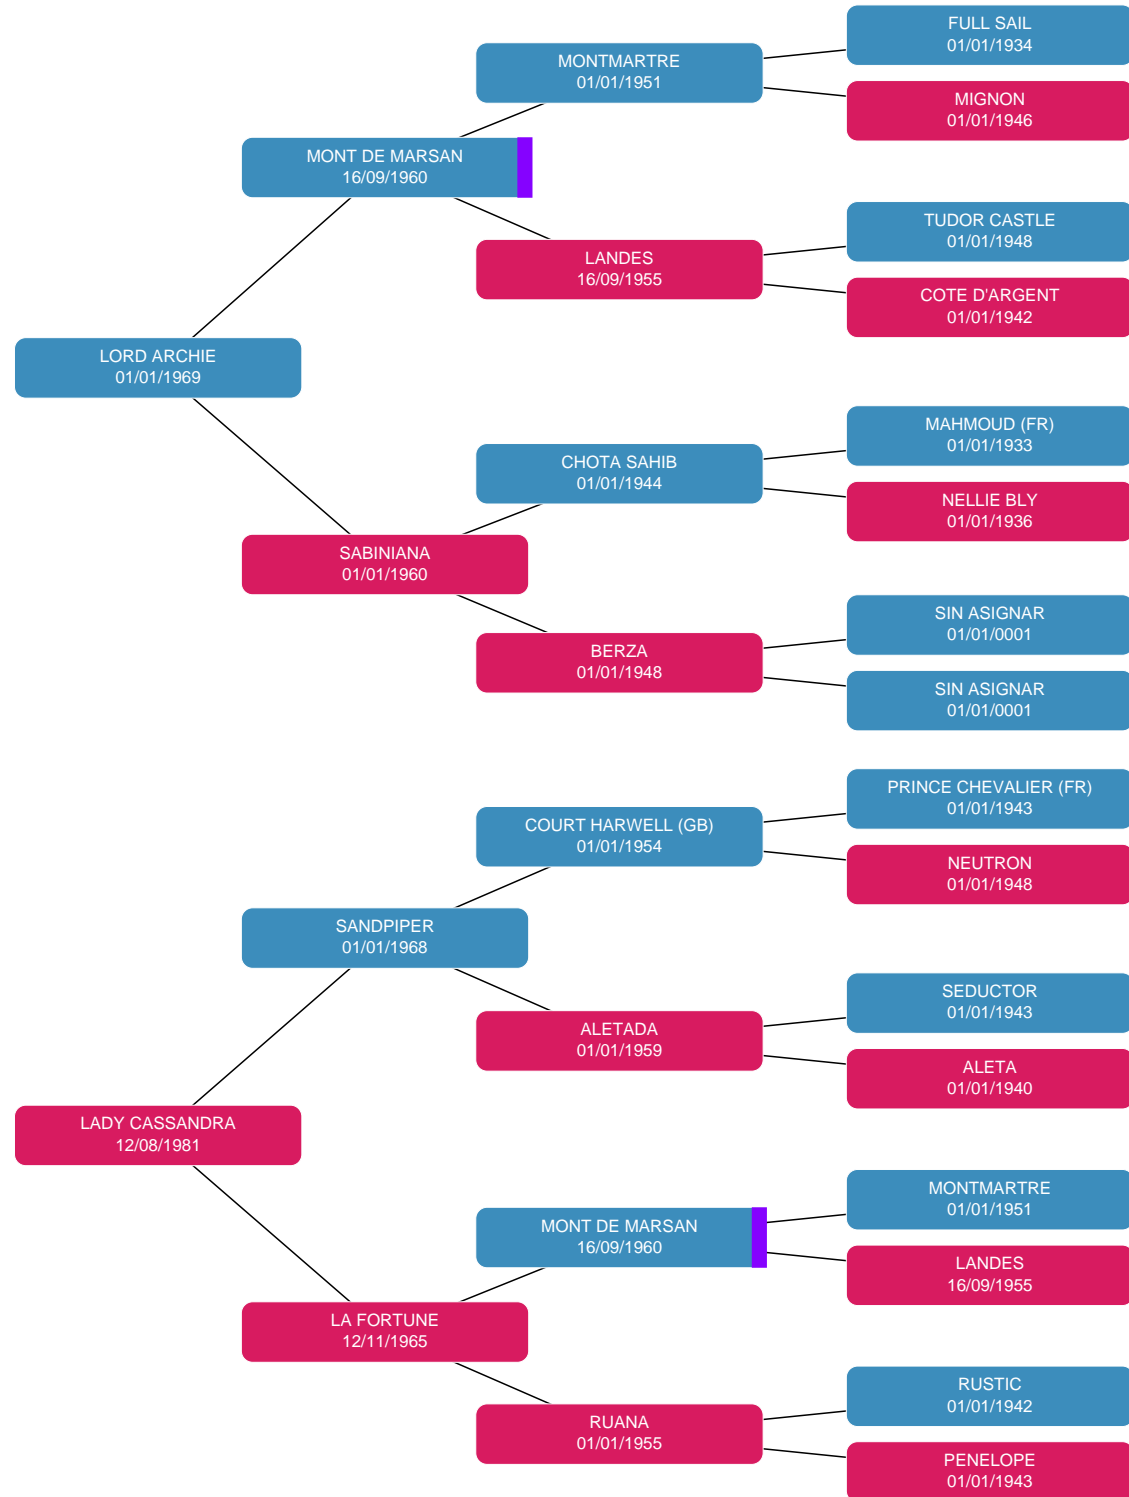 FULL SAIL
01/01/1934
MONTMARTRE
01/01/1951
MIGNON
01/01/1946
MONT DE MARSAN
16/09/1960
TUDOR CASTLE
01/01/1948
LANDES
16/09/1955
COTE D'ARGENT
01/01/1942
LORD ARCHIE
01/01/1969
MAHMOUD (FR)
01/01/1933
CHOTA SAHIB
01/01/1944
NELLIE BLY
01/01/1936
SABINIANA
01/01/1960
SIN ASIGNAR
01/01/0001
BERZA
01/01/1948
SIN ASIGNAR
01/01/0001
PRINCE CHEVALIER (FR)
01/01/1943
COURT HARWELL (GB)
01/01/1954
NEUTRON
01/01/1948
SANDPIPER
01/01/1968
SEDUCTOR
01/01/1943
ALETADA
01/01/1959
ALETA
01/01/1940
LADY CASSANDRA
12/08/1981
MONTMARTRE
01/01/1951
MONT DE MARSAN
16/09/1960
LANDES
16/09/1955
LA FORTUNE
12/11/1965
RUSTIC
01/01/1942
RUANA
01/01/1955
PENELOPE
01/01/1943